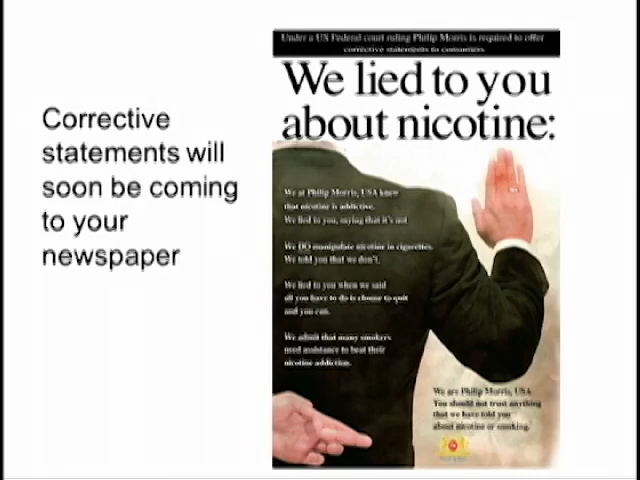 Corrective
statements will
soon be coming
to your
newspaper
Under a US Federal court ruling Philip Morris is required to offer
corrective statements to consumers
We lied to you
about nicotine:
We at Philip Morris, USA knew
that nicotine is addictive.
We lied to you, saying that it's not.
We DO manipulate nicotine in cigarettes.
We told you that we don't.
We lied to you when we said
all you have to do is choose to quit
and you can.
We admit that many smokers
need assistance to beat their
nicotine addiction.
We are Philip Morris, USA
You should not trust anything
that we have told you
about nicotine or smoking.